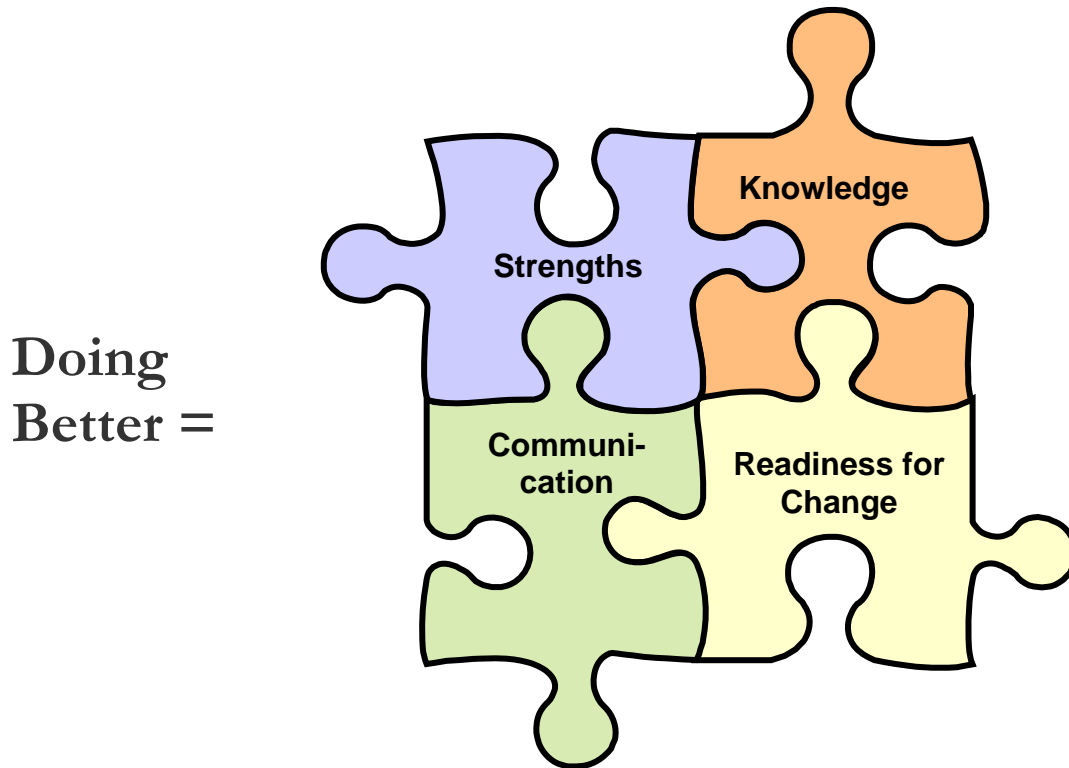 Doing
Better =
Strengths
Knowledge
Communi-
cation
Readiness for
Change